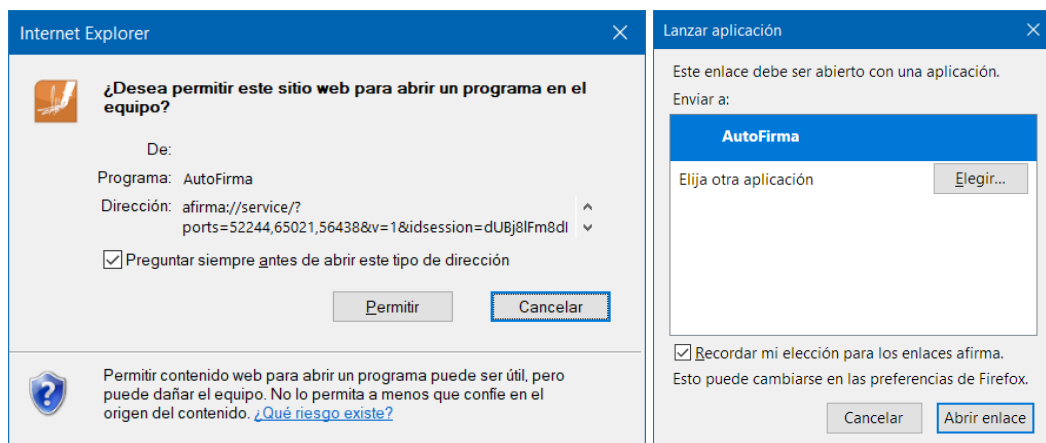 Internet Explorer
¿Desea permitir este sitio web para abrir un programa en el
equipo?
De:
Programa: AutoFirma
Dirección: afirma://service/?
ports=52244,65021,56438&v=1&idsession=dUBj8lFm8dI
Preguntar siempre antes de abrir este tipo de dirección
Permitir
Cancelar
Permitir contenido web para abrir un programa puede ser útil, pero
puede dañar el equipo. No lo permita a menos que confíe en el
origen del contenido. ¿Qué riesgo existe?
Lanzar aplicación
Este enlace debe ser abierto con una aplicación.
Enviar a:
AutoFirma
Elija otra aplicación
Elegir...
Recordar mi elección para los enlaces afirma.
Esto puede cambiarse en las preferencias de Firefox.
Cancelar
Abrir enlace